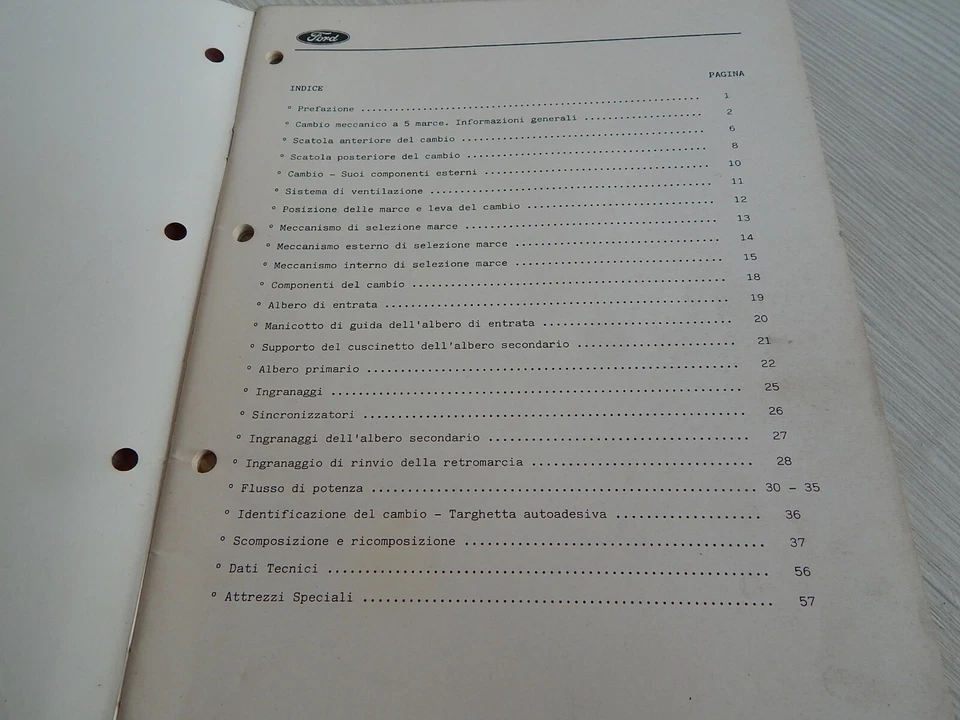 Ford
PAGINA
INDICE
° Prefazione ........ 1
° Cambio meccanico a 5 marce. Informazioni generali ........ 2
° Scatola anteriore del cambio ........ 6
° Scatola posteriore del cambio ........ 8
° Cambio - Suoi componenti esterni ........ 10
° Sistema di ventilazione ........ 11
° Posizione delle marce e leva del cambio ........ 12
° Meccanismo di selezione marce ........ 13
° Meccanismo esterno di selezione marce ........ 14
° Meccanismo interno di selezione marce ........ 15
° Componenti del cambio ........ 18
° Albero di entrata ........ 19
° Manicotto di guida dell'albero di entrata ........ 20
° Supporto del cuscinetto dell'albero secondario ........ 21
° Albero primario ........ 22
° Ingranaggi ........ 25
° Sincronizzatori ........ 26
° Ingranaggi dell'albero secondario ........ 27
° Ingranaggio di rinvio della retromarcia ........ 28
° Flusso di potenza ........ 30 - 35
° Identificazione del cambio - Targhetta autoadesiva ........ 36
° Scomposizione e ricomposizione ........ 37
° Dati Tecnici ........ 56
° Attrezzi Speciali ........ 57